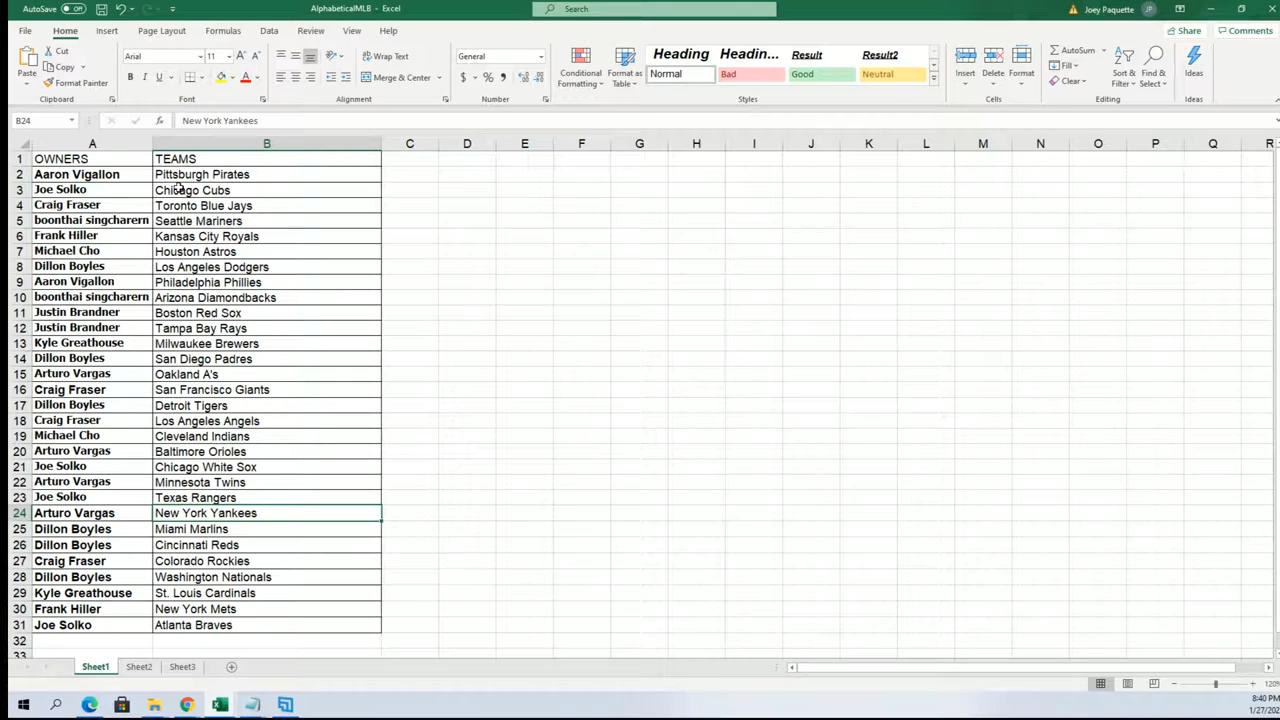 AutoSave Off AlphabeticalMLB - Excel Search Joey Paquette JP
File Home Insert Page Layout Formulas Data Review View Help Share Comments
Paste Cut Copy Format Painter Clipboard
Arial 11 A A B I U A Font
Wrap Text Merge & Center Alignment
General $ % , Number
Conditional Formatting Format as Table
Heading Headin... Result Result2
Normal Bad Good Neutral
Styles
Insert Delete Format Cells
AutoSum Fill Clear Sort & Filter Find & Select Editing
Ideas Ideas
B24 fx New York Yankees
A B C D E F G H I J K L M N O P Q R
1 OWNERS TEAMS
2 Aaron Vigallon Pittsburgh Pirates
3 Joe Solko Chicago Cubs
4 Craig Fraser Toronto Blue Jays
5 boonthai singcharern Seattle Mariners
6 Frank Hiller Kansas City Royals
7 Michael Cho Houston Astros
8 Dillon Boyles Los Angeles Dodgers
9 Aaron Vigallon Philadelphia Phillies
10 boonthai singcharern Arizona Diamondbacks
11 Justin Brandner Boston Red Sox
12 Justin Brandner Tampa Bay Rays
13 Kyle Greathouse Milwaukee Brewers
14 Dillon Boyles San Diego Padres
15 Arturo Vargas Oakland A's
16 Craig Fraser San Francisco Giants
17 Dillon Boyles Detroit Tigers
18 Craig Fraser Los Angeles Angels
19 Michael Cho Cleveland Indians
20 Arturo Vargas Baltimore Orioles
21 Joe Solko Chicago White Sox
22 Arturo Vargas Minnesota Twins
23 Joe Solko Texas Rangers
24 Arturo Vargas New York Yankees
25 Dillon Boyles Miami Marlins
26 Dillon Boyles Cincinnati Reds
27 Craig Fraser Colorado Rockies
28 Dillon Boyles Washington Nationals
29 Kyle Greathouse St. Louis Cardinals
30 Frank Hiller New York Mets
31 Joe Solko Atlanta Braves
32
33
Sheet1 Sheet2 Sheet3
120%
8:40 PM
1/27/202